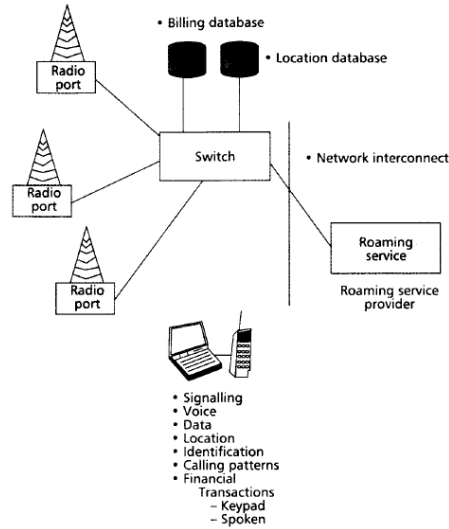 • Billing database
• Location database
Radio
port
Switch
• Network interconnect
Radio
port
Roaming
service
Radio
port
Roaming service
provider
• Signalling
• Voice
• Data
• Location
• Identification
• Calling patterns
• Financial
Transactions
– Keypad
– Spoken